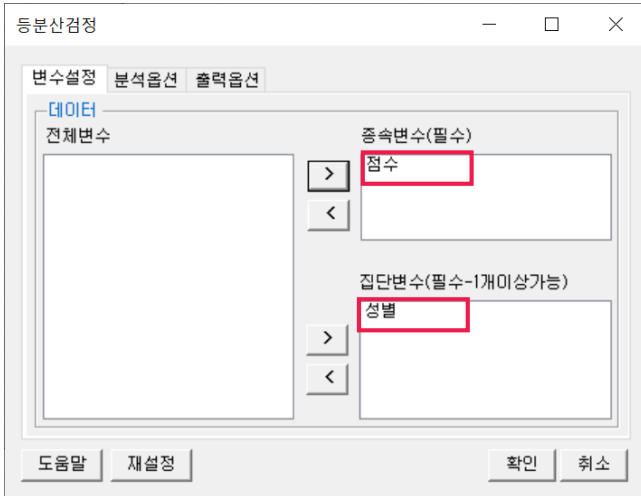 등분산검정
변수설정 분석옵션 출력옵션
데이터
전체변수
종속변수(필수)
점수
>
<
집단변수(필수-1개이상가능)
성별
>
<
도움말 재설정 확인 취소